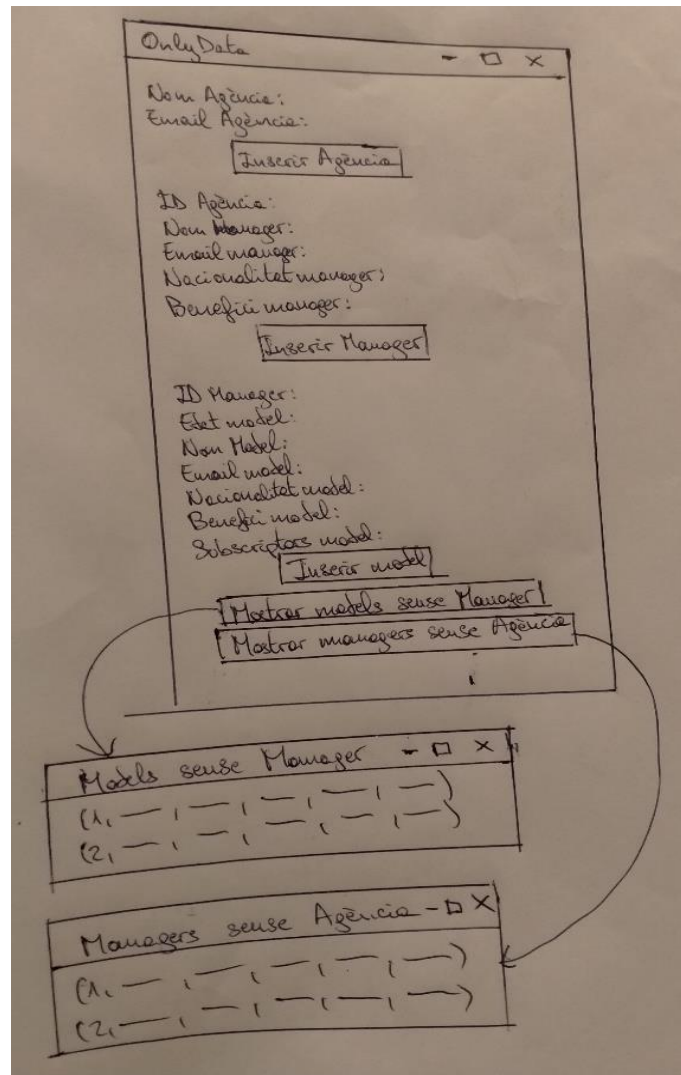 OnlyData - □ X
Nom Agència:
Email Agència:
Inserir Agència
ID Agència:
Nom Manager:
Email manager:
Nacionalitat manager:
Benefici manager:
Inserir Manager
ID Manager:
Edat model:
Nom Model:
Email model:
Nacionalitat model:
Benefici model:
Subscriptors model:
Inserir model
Mostrar models sense Manager
Mostrar managers sense Agència
Models sense Manager - □ X
(1, — , — , — , — , —)
(2, — , — , — , — , —)
Managers sense Agència - □ X
(1, — , — , — , — , —)
(2, — , — , — , — , —)